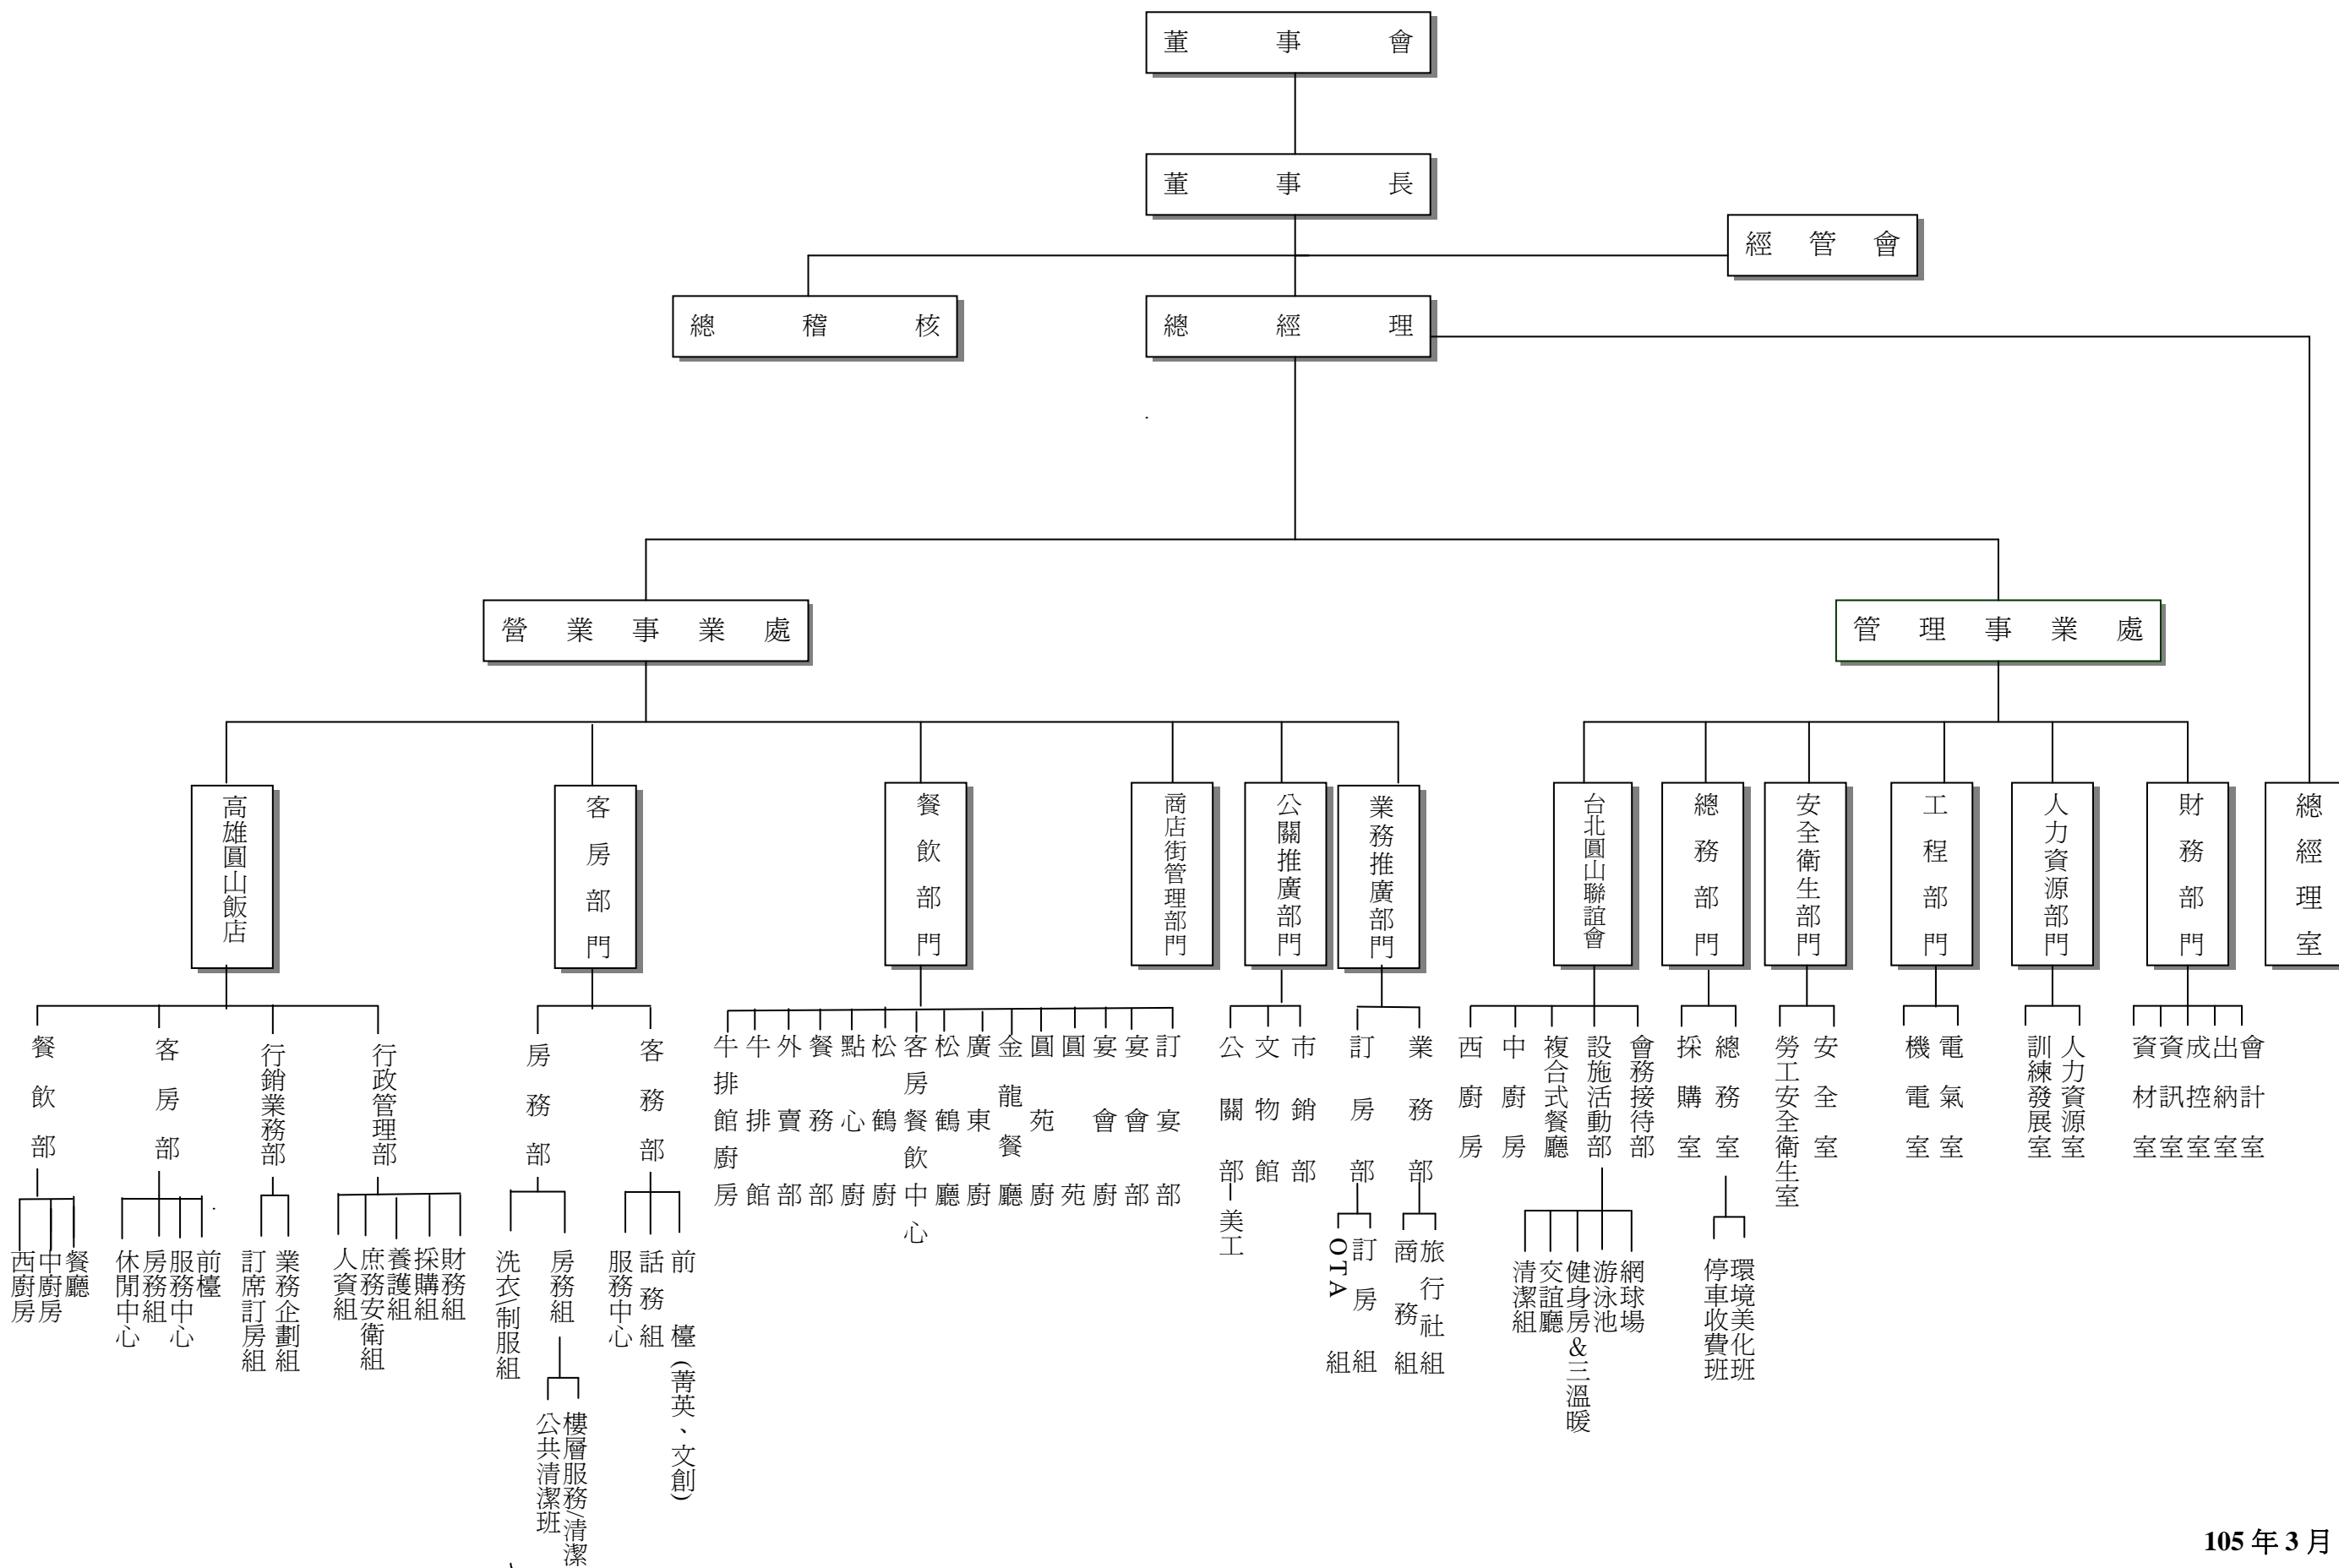 董事會
董事長
經管會
總稽核
總經理
營業事業處
管理事業處
高雄圓山飯店
客房部門
餐飲部門
商店街管理部門
公關推廣部門
業務推廣部門
台北圓山聯誼會
總務部門
安全衛生部門
工程部門
人力資源部門
財務部門
總經理室
餐飲部
客房部
行銷業務部
行政管理部
房務部
客務部
牛排館廚房
牛排館
外賣部
餐務部
點心廚
松鶴廚
客房餐飲中心
松鶴廳
廣東廚
金龍餐廳
圓苑廚
圓苑
宴會廚
宴會部
訂宴部
公關部
文物館
市銷部
訂房部
業務部
西廚房
中廚房
複合式餐廳
設施活動部
會務接待部
採購室
總務室
勞工安全衛生室
安全室
機電室
電氣室
訓練發展室
人力資源室
資材室
資訊室
成控室
出納室
會計室
西廚房
中廚房
餐廳
休閒中心
房務組
服務中心
前檯
訂席訂房組
業務企劃組
人資組
庶務安衛組
養護組
採購組
財務組
洗衣\制服組
房務組
服務中心
話務組
前檯(菁英、文創)
美工
OTA組
訂房組
商務組
旅行社組
清潔組
交誼廳
健身房&三溫暖
游泳池
網球場
停車收費班
環境美化班
公共清潔班
樓層服務/清潔
105 年 3 月